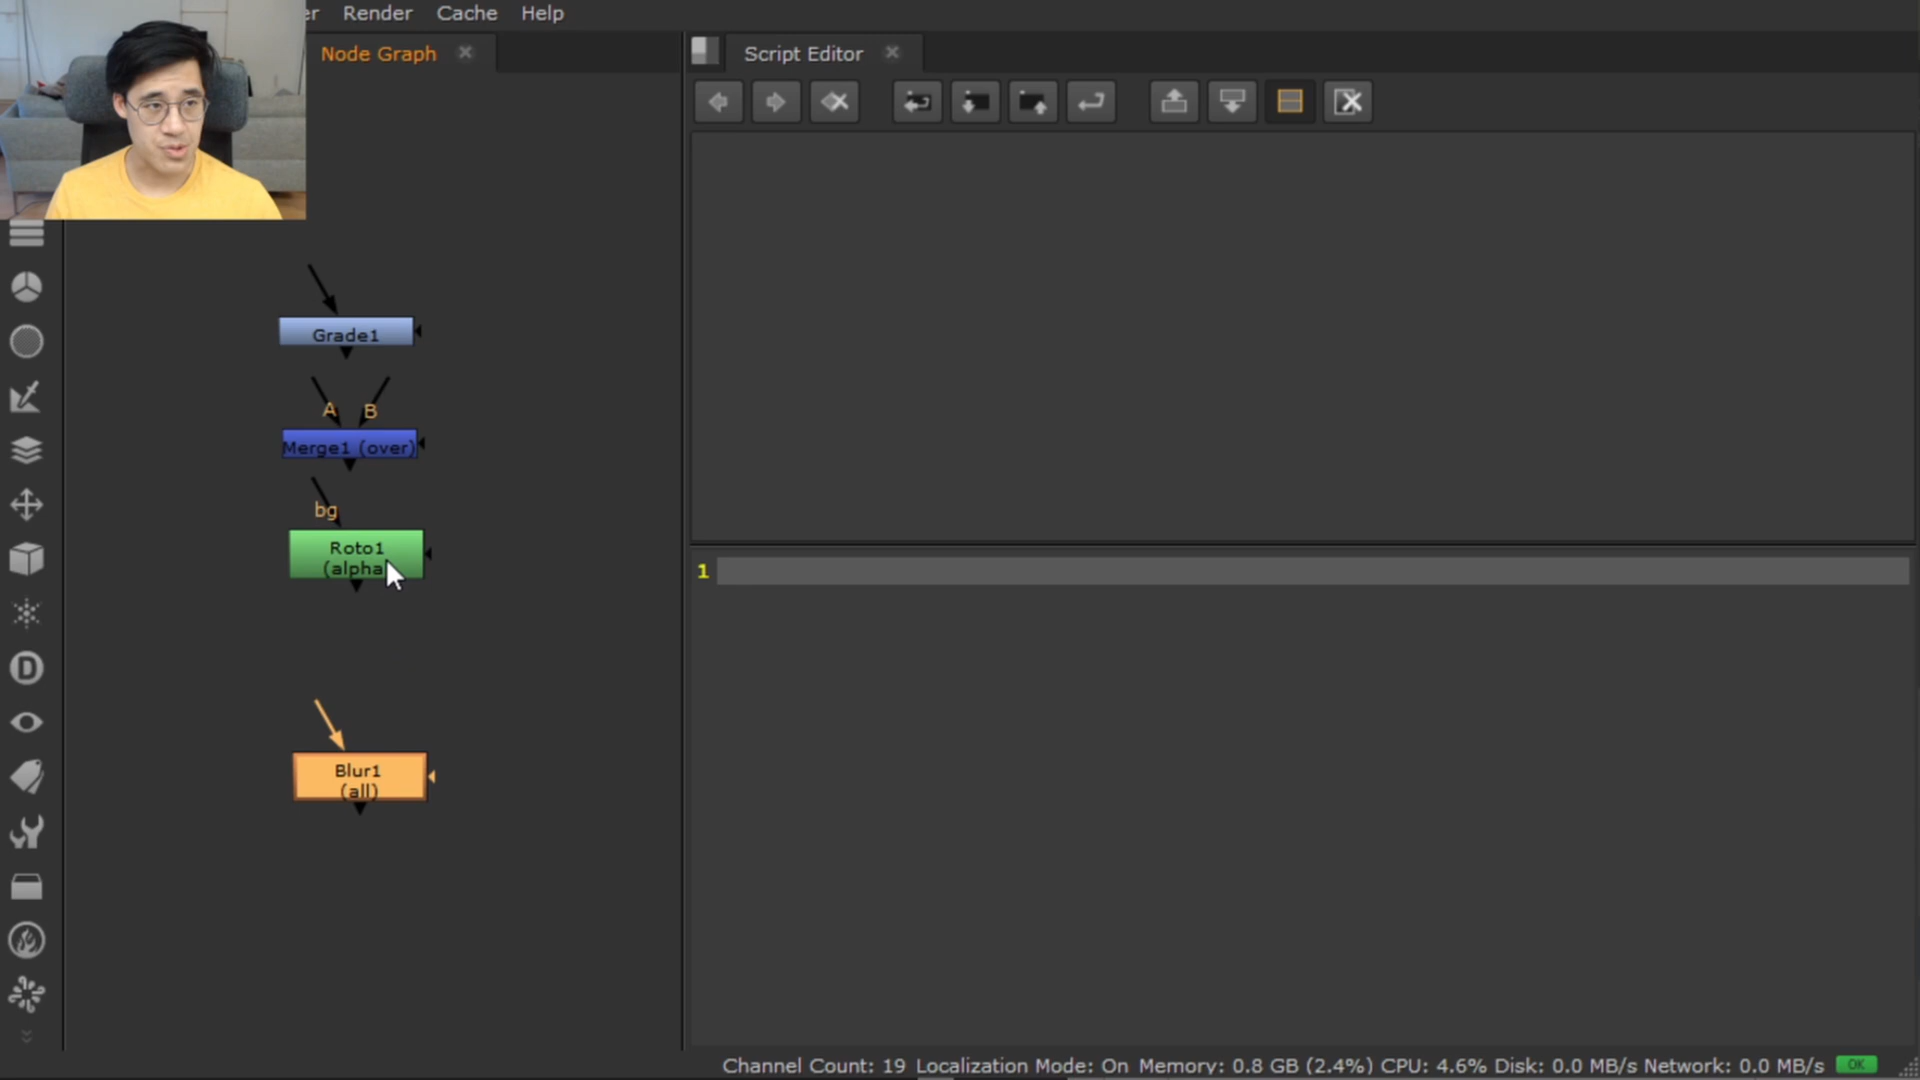 Render Cache Help
Node Graph
Script Editor
Grade1
A B
Merge1 (over)
bg
Roto1
(alpha
1
Blur1
(all)
D
Channel Count: 19 Localization Mode: On Memory: 0.8 GB (2.4%) CPU: 4.6% Disk: 0.0 MB/s Network: 0.0 MB/s OK